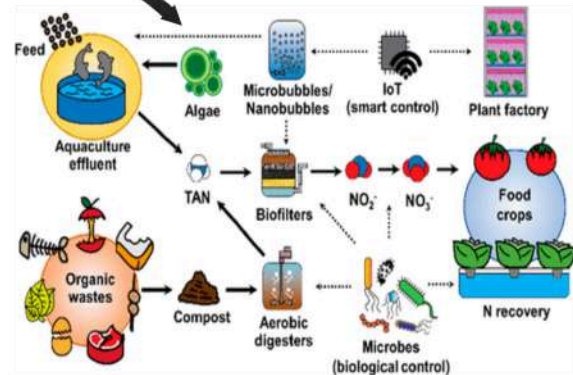 Feed
Algae
Microbubbles/
Nanobubbles
IoT
(smart control)
Plant factory
Aquaculture
effluent
TAN
Biofilters
NO₂⁻
NO₃⁻
Food
crops
Organic
wastes
Compost
Aerobic
digesters
Microbes
(biological control)
N recovery